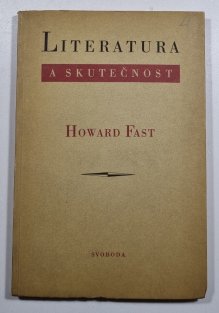 LITERATURA
A SKUTEČNOST
HOWARD FAST
SVOBODA